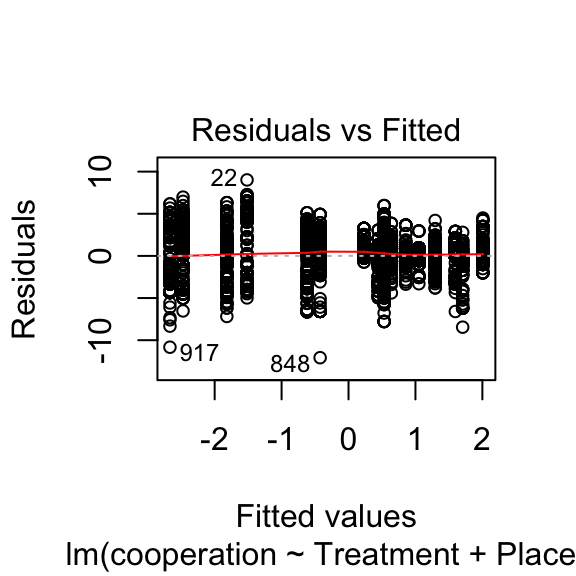 Residuals vs Fitted
Residuals
10
0
-10
22
917
848
-2 -1 0 1 2
Fitted values
lm(cooperation ~ Treatment + Place